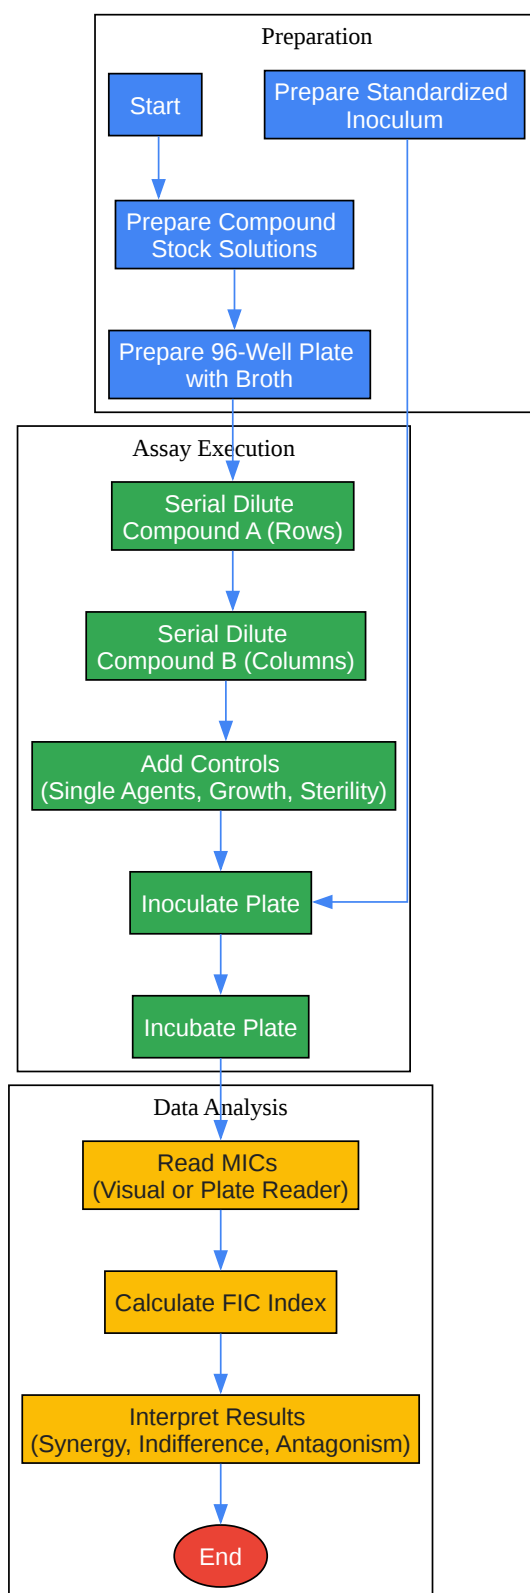 Preparation
Start
Prepare Standardized
Inoculum
Prepare Compound
Stock Solutions
Prepare 96-Well Plate
with Broth
Assay Execution
Serial Dilute
Compound A (Rows)
Serial Dilute
Compound B (Columns)
Add Controls
(Single Agents, Growth, Sterility)
Inoculate Plate
Incubate Plate
Data Analysis
Read MICs
(Visual or Plate Reader)
Calculate FIC Index
Interpret Results
(Synergy, Indifference, Antagonism)
End